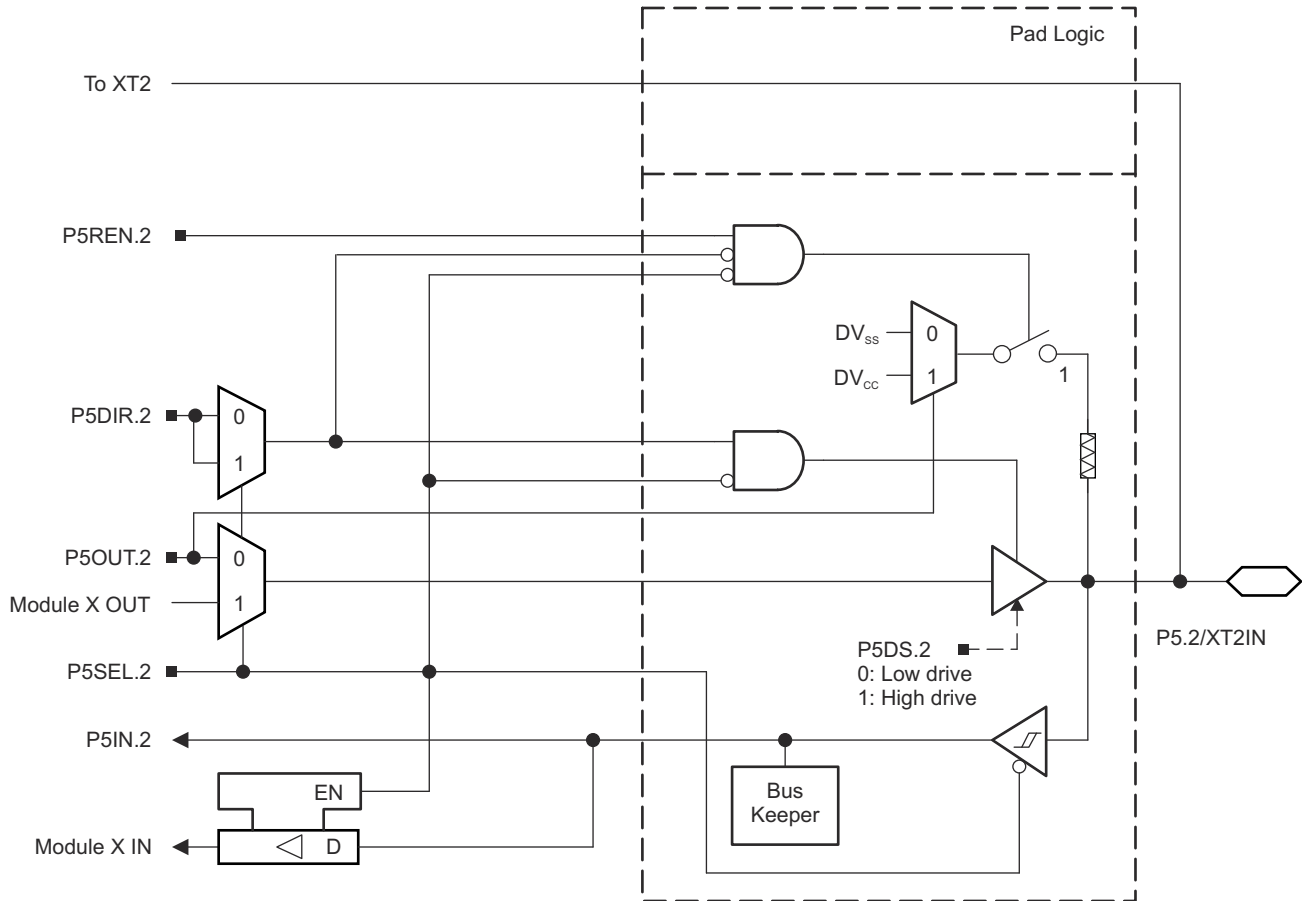 Pad Logic
To XT2
P5REN.2
DVss
0
DVcc
1
1
P5DIR.2
0
1
P5OUT.2
0
Module X OUT
1
P5SEL.2
P5DS.2
0: Low drive
1: High drive
P5.2/XT2IN
P5IN.2
EN
Bus
Keeper
Module X IN
D